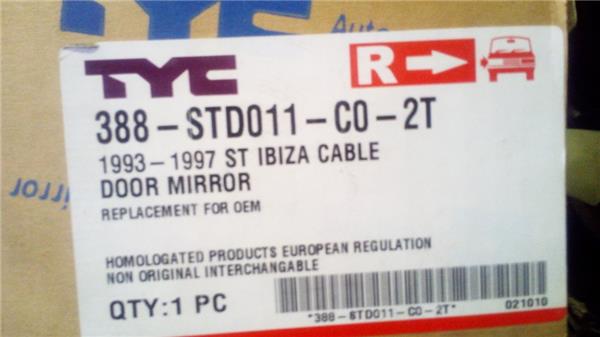 Auto
TYC
R
388-STD011-C0-2T
1993-1997 ST IBIZA CABLE
DOOR MIRROR
REPLACEMENT FOR OEM
HOMOLOGATED PRODUCTS EUROPEAN REGULATION
NON ORIGINAL INTERCHANGABLE
QTY:1 PC
"388-STD011-C0-2T"
021010